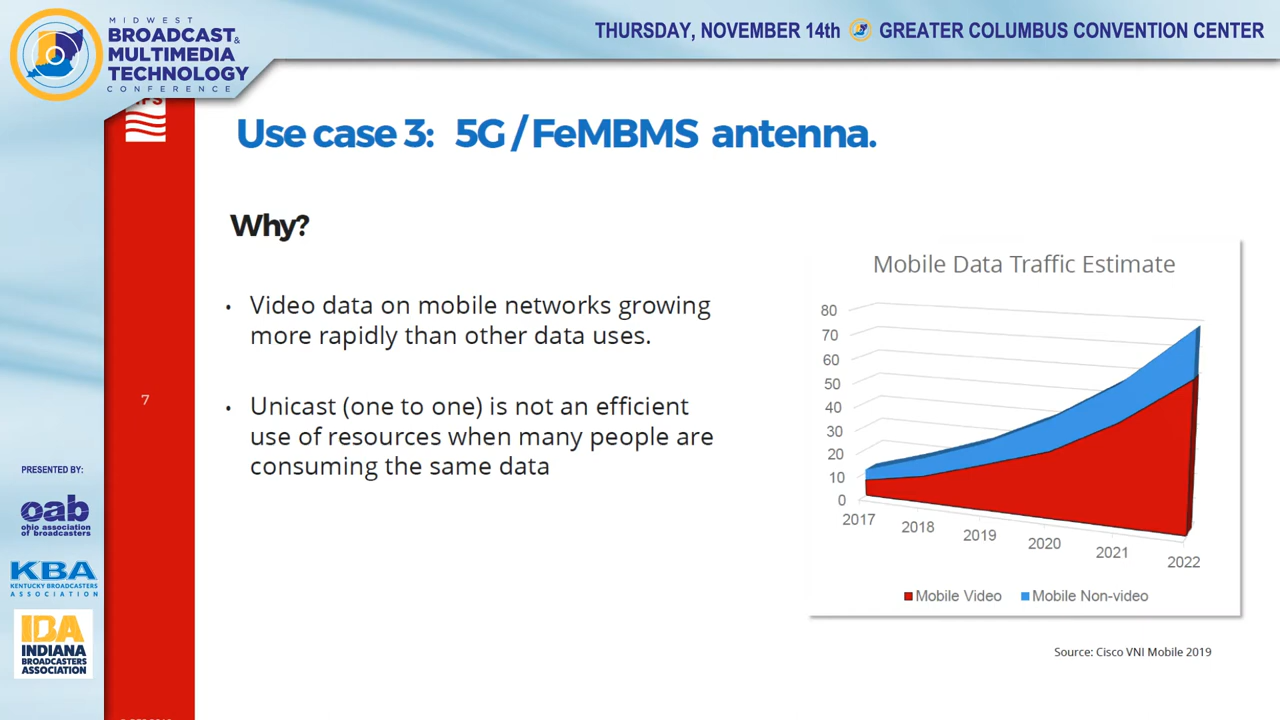 MIDWEST
BROADCAST &
MULTIMEDIA
TECHNOLOGY
CONFERENCE
THURSDAY, NOVEMBER 14th
GREATER COLUMBUS CONVENTION CENTER
Use case 3: 5G / FeMBMS antenna.
Why?
• Video data on mobile networks growing
more rapidly than other data uses.
• Unicast (one to one) is not an efficient
use of resources when many people are
consuming the same data
7
Mobile Data Traffic Estimate
80
70
60
50
40
30
20
10
0
2017
2018
2019
2020
2021
2022
Mobile Video
Mobile Non-video
Source: Cisco VNI Mobile 2019
PRESENTED BY:
oab
ohio association
of broadcasters
KBA
KENTUCKY BROADCASTERS
ASSOCIATION
IBA
INDIANA
BROADCASTERS
ASSOCIATION